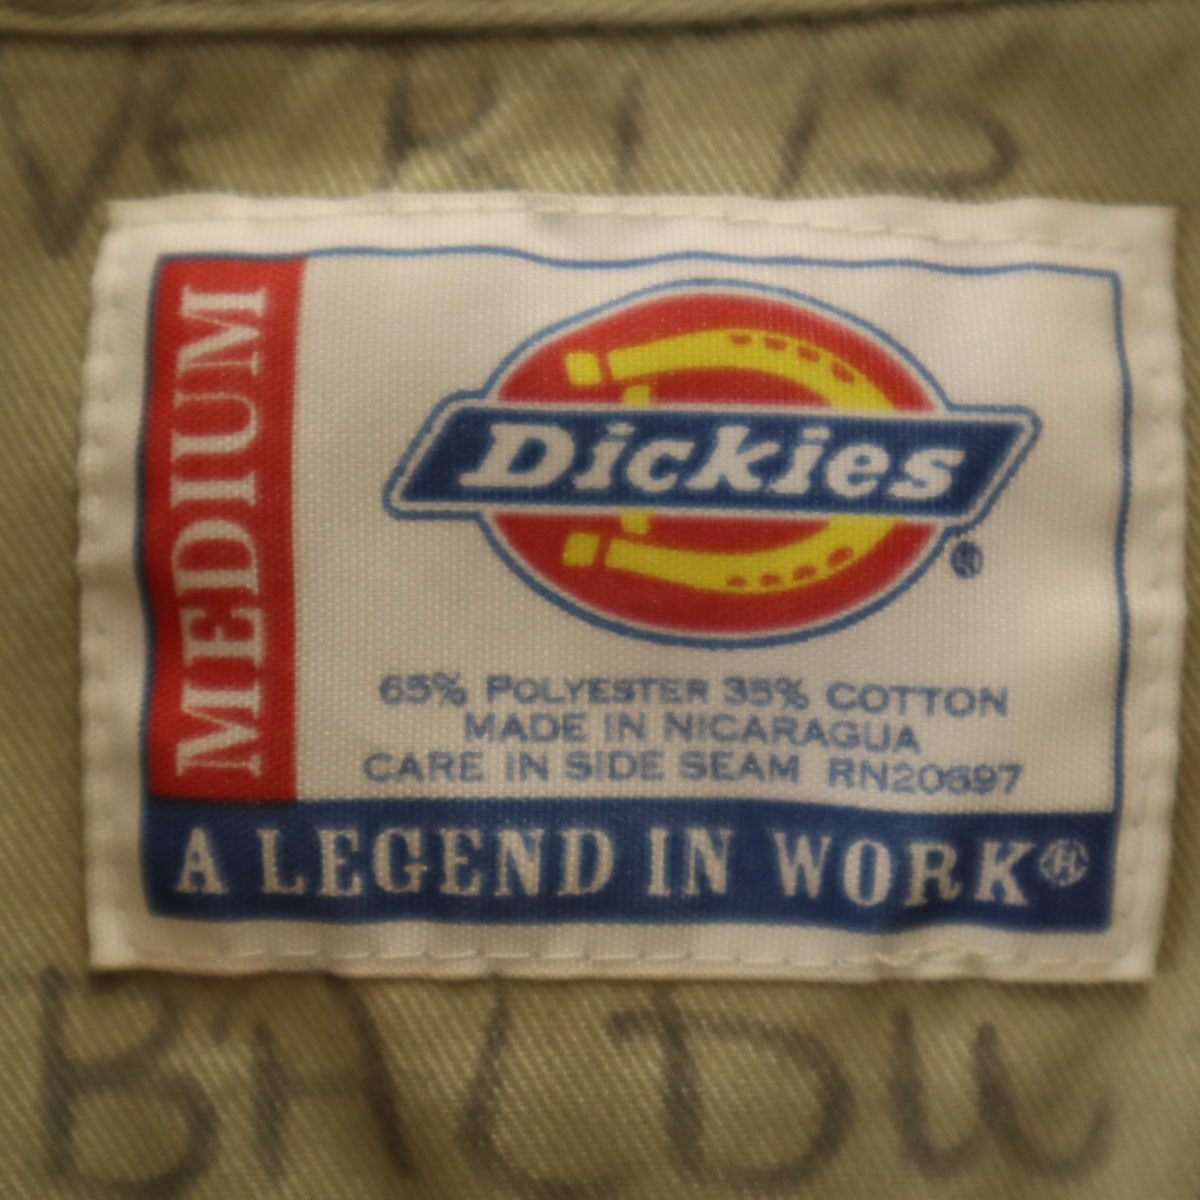 MEDIUM
Dickies®
65% POLYESTER 35% COTTON
MADE IN NICARAGUA
CARE IN SIDE SEAM RN20697
A LEGEND IN WORK